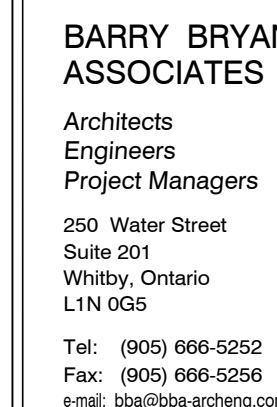 BARRY BRYAN
ASSOCIATES
Architects
Engineers
Project Managers
250 Water Street
Suite 201
Whitby, Ontario
L1N 0G5
Tel: (905) 666-5252
Fax: (905) 666-5256
e-mail: bba@bba-archeng.com